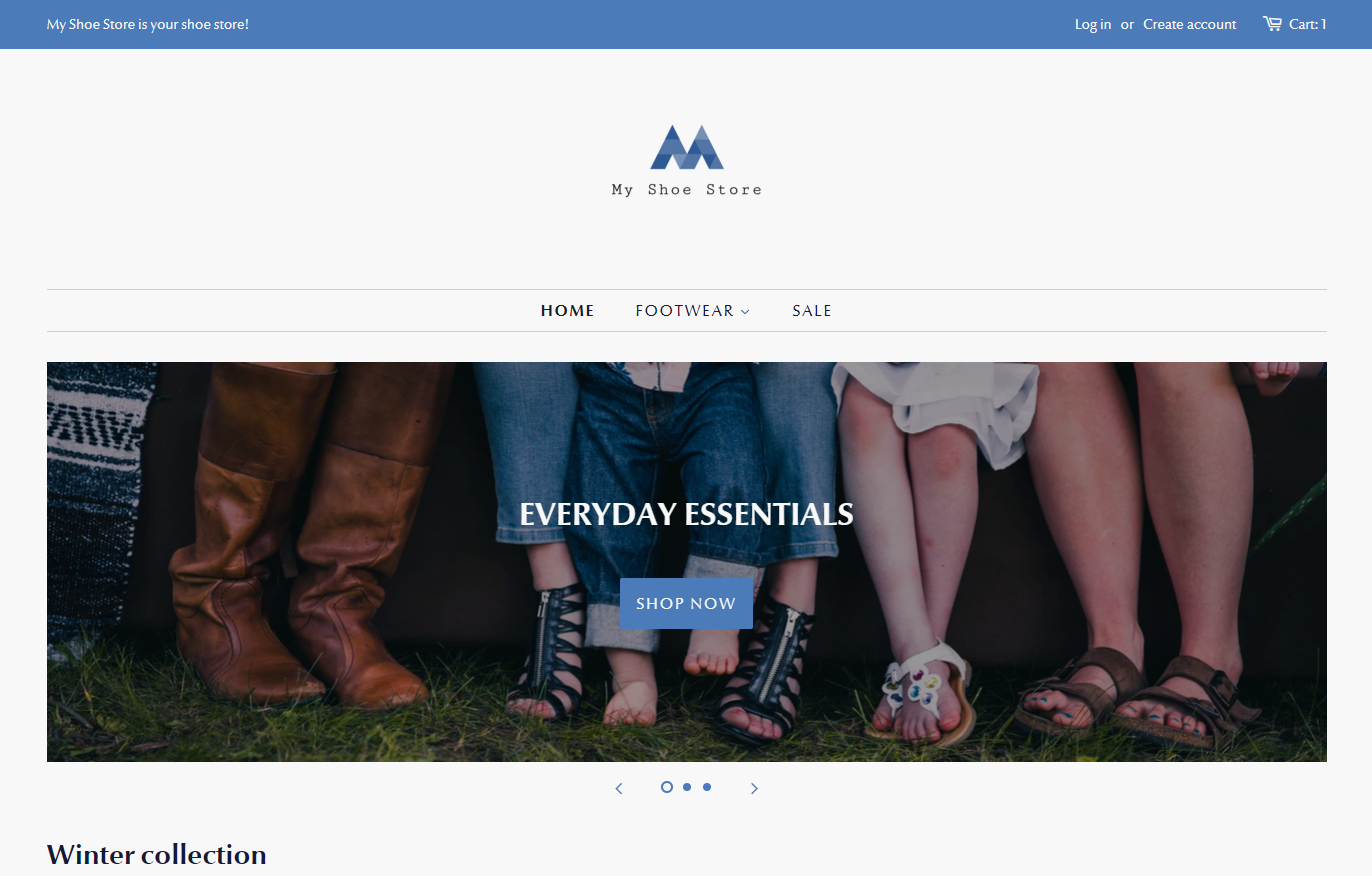 My Shoe Store is your shoe store!
Log in or Create account Cart: 1
My Shoe Store
HOME FOOTWEAR SALE
EVERYDAY ESSENTIALS
SHOP NOW
Winter collection